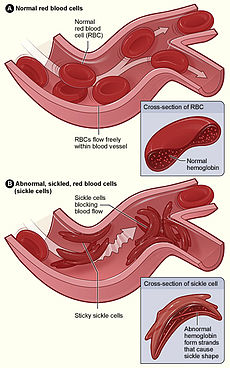 A Normal red blood cells
Normal
red blood
cell (RBC)
RBCs flow freely
within blood vessel
Cross-section of RBC
Normal
hemoglobin
B Abnormal, sickled, red blood cells
(sickle cells)
Sickle cells
blocking
blood flow
Sticky sickle cells
Cross-section of sickle cell
Abnormal
hemoglobin
form strands
that cause
sickle shape